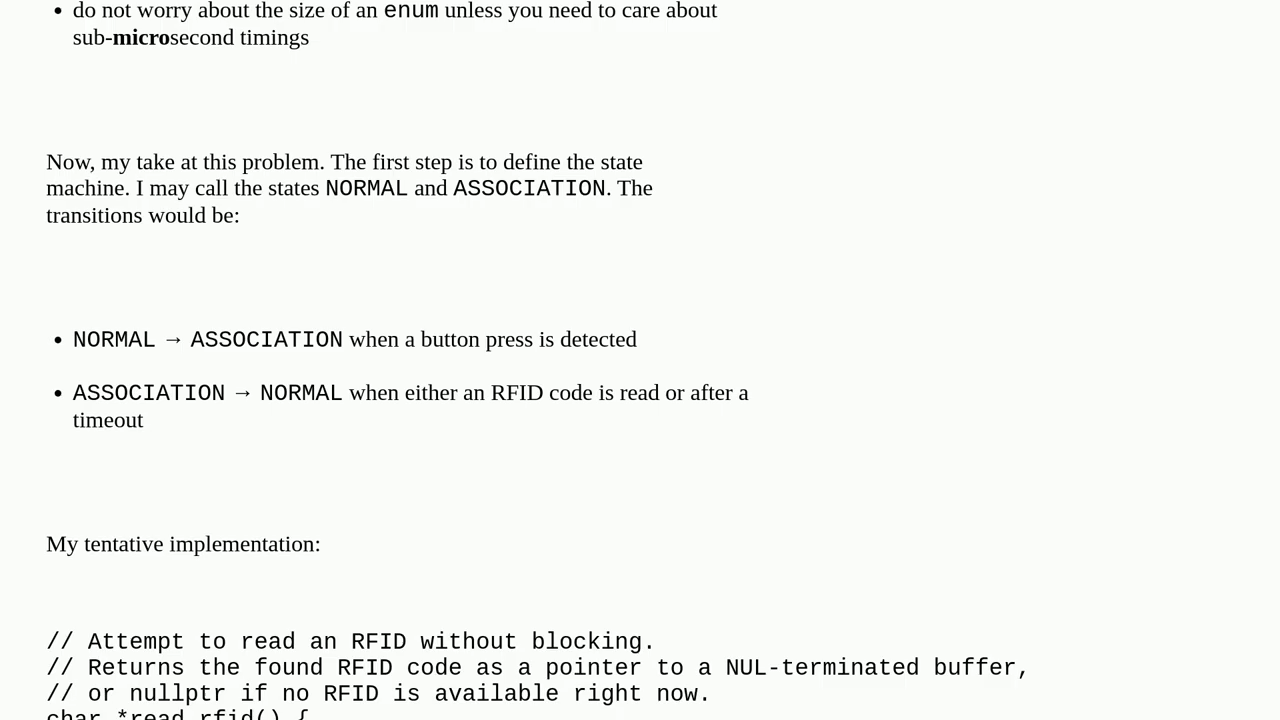 • do not worry about the size of an enum unless you need to care about
sub-microsecond timings
Now, my take at this problem. The first step is to define the state
machine. I may call the states NORMAL and ASSOCIATION. The
transitions would be:
• NORMAL → ASSOCIATION when a button press is detected
• ASSOCIATION → NORMAL when either an RFID code is read or after a
timeout
My tentative implementation:
// Attempt to read an RFID without blocking.
// Returns the found RFID code as a pointer to a NUL-terminated buffer,
// or nullptr if no RFID is available right now.
char *read_rfid() {